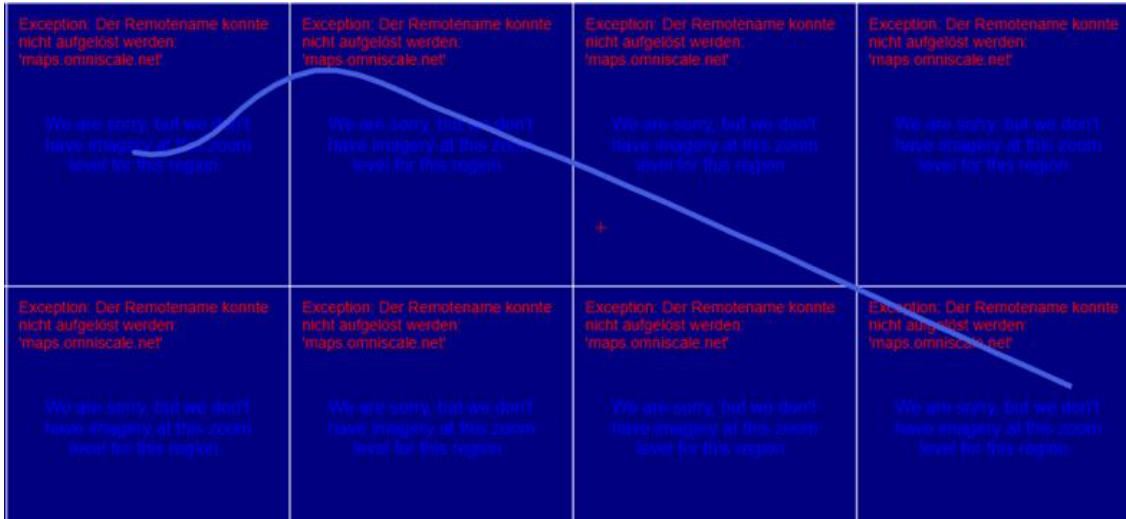 Exception: Der Remotename konnte
nicht aufgelöst werden:
'maps.omniscale.net'
We are sorry, but we don't
have imagery at this zoom
level for this region.
Exception: Der Remotename konnte
nicht aufgelöst werden:
'maps.omniscale.net'
We are sorry, but we don't
have imagery at this zoom
level for this region.
Exception: Der Remotename konnte
nicht aufgelöst werden:
'maps.omniscale.net'
We are sorry, but we don't
have imagery at this zoom
level for this region.
Exception: Der Remotename konnte
nicht aufgelöst werden:
'maps.omniscale.net'
We are sorry, but we don't
have imagery at this zoom
level for this region.
Exception: Der Remotename konnte
nicht aufgelöst werden:
'maps.omniscale.net'
We are sorry, but we don't
have imagery at this zoom
level for this region.
Exception: Der Remotename konnte
nicht aufgelöst werden:
'maps.omniscale.net'
We are sorry, but we don't
have imagery at this zoom
level for this region.
Exception: Der Remotename konnte
nicht aufgelöst werden:
'maps.omniscale.net'
We are sorry, but we don't
have imagery at this zoom
level for this region.
Exception: Der Remotename konnte
nicht aufgelöst werden:
'maps.omniscale.net'
We are sorry, but we don't
have imagery at this zoom
level for this region.